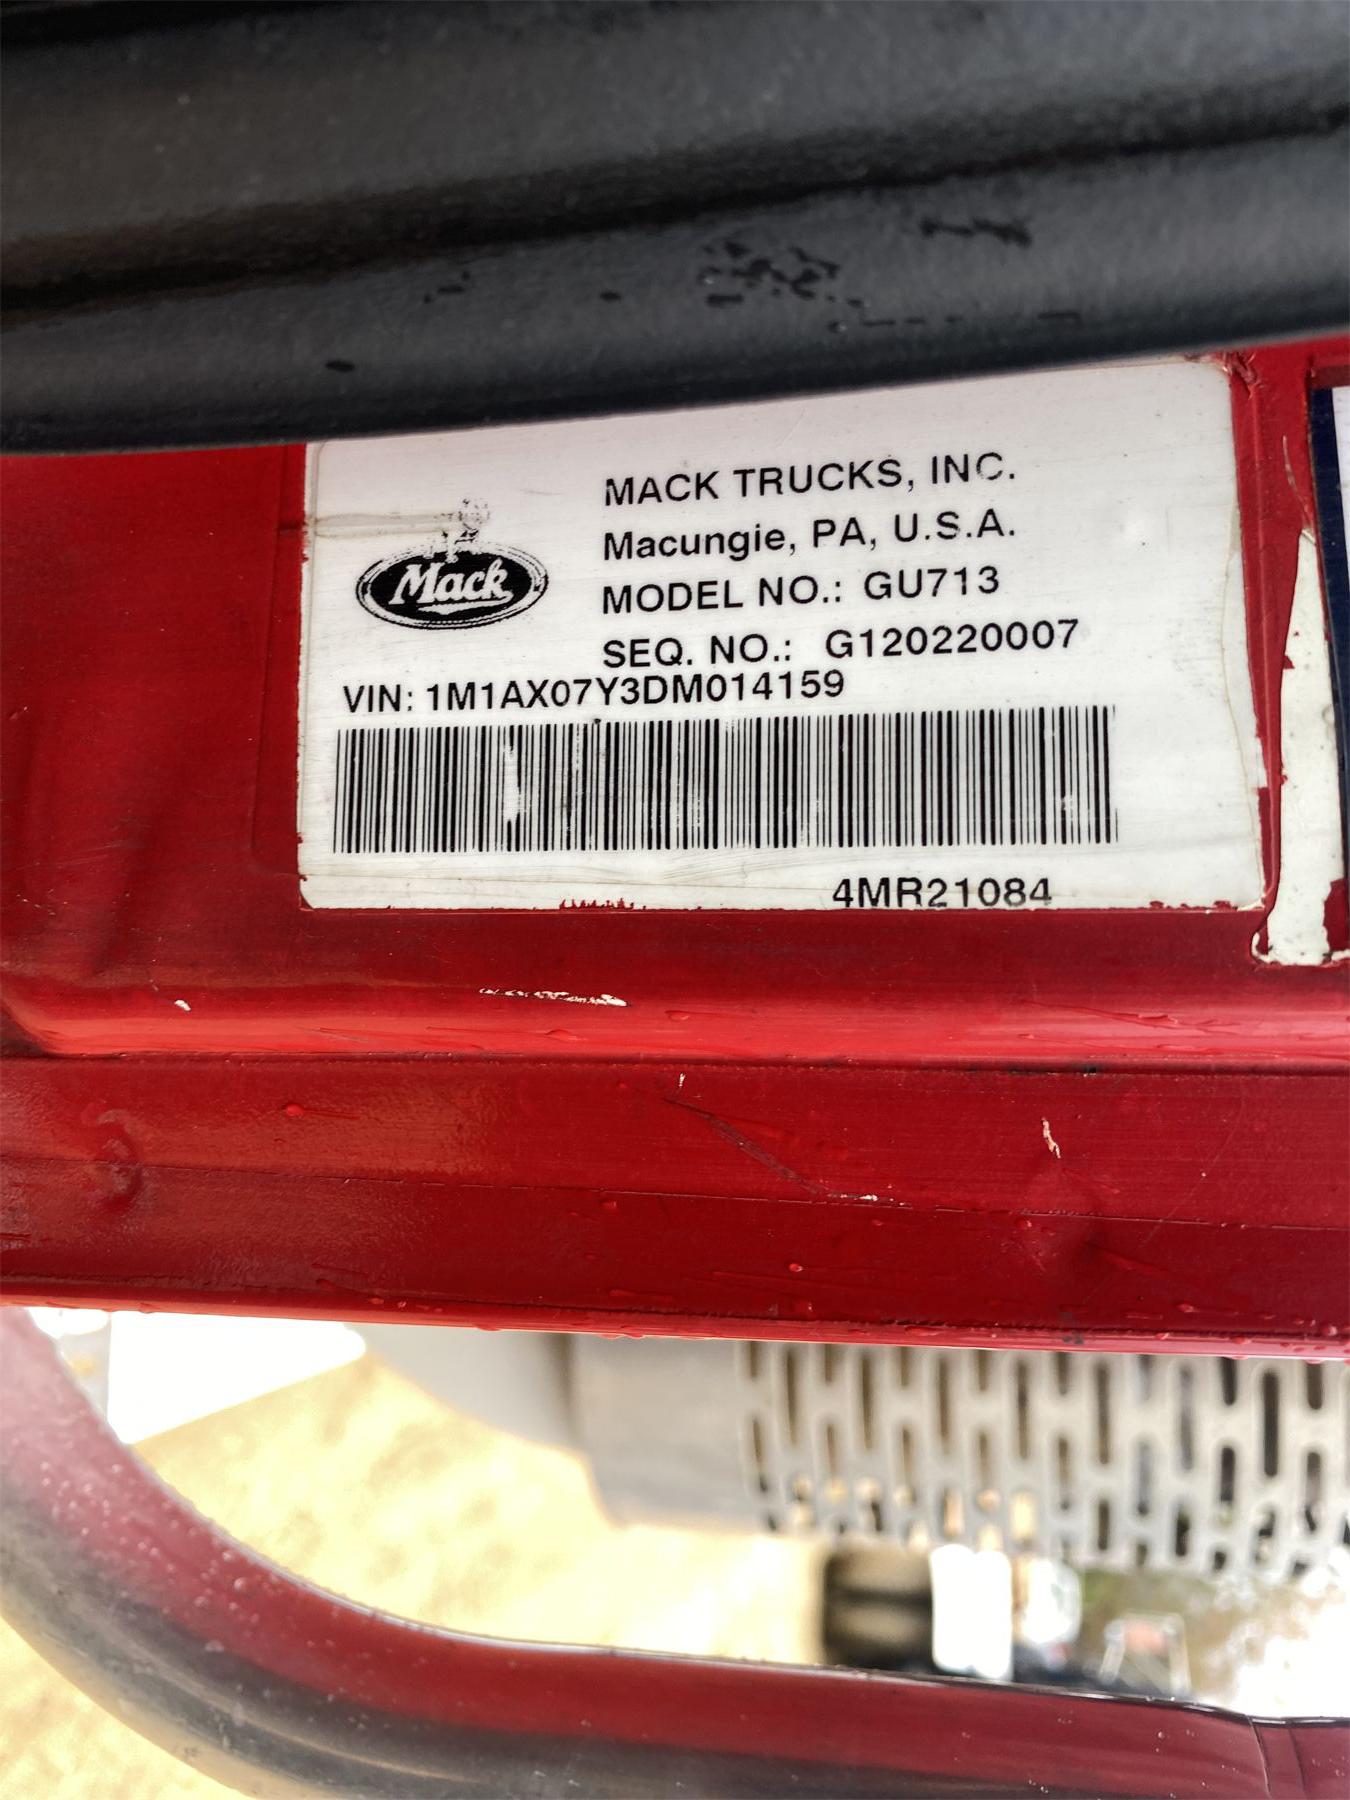 MACK TRUCKS, INC.
Macungie, PA, U.S.A.
Mack
MODEL NO.: GU713
SEQ. NO.: G120220007
VIN: 1M1AX07Y3DM014159
4MR21084